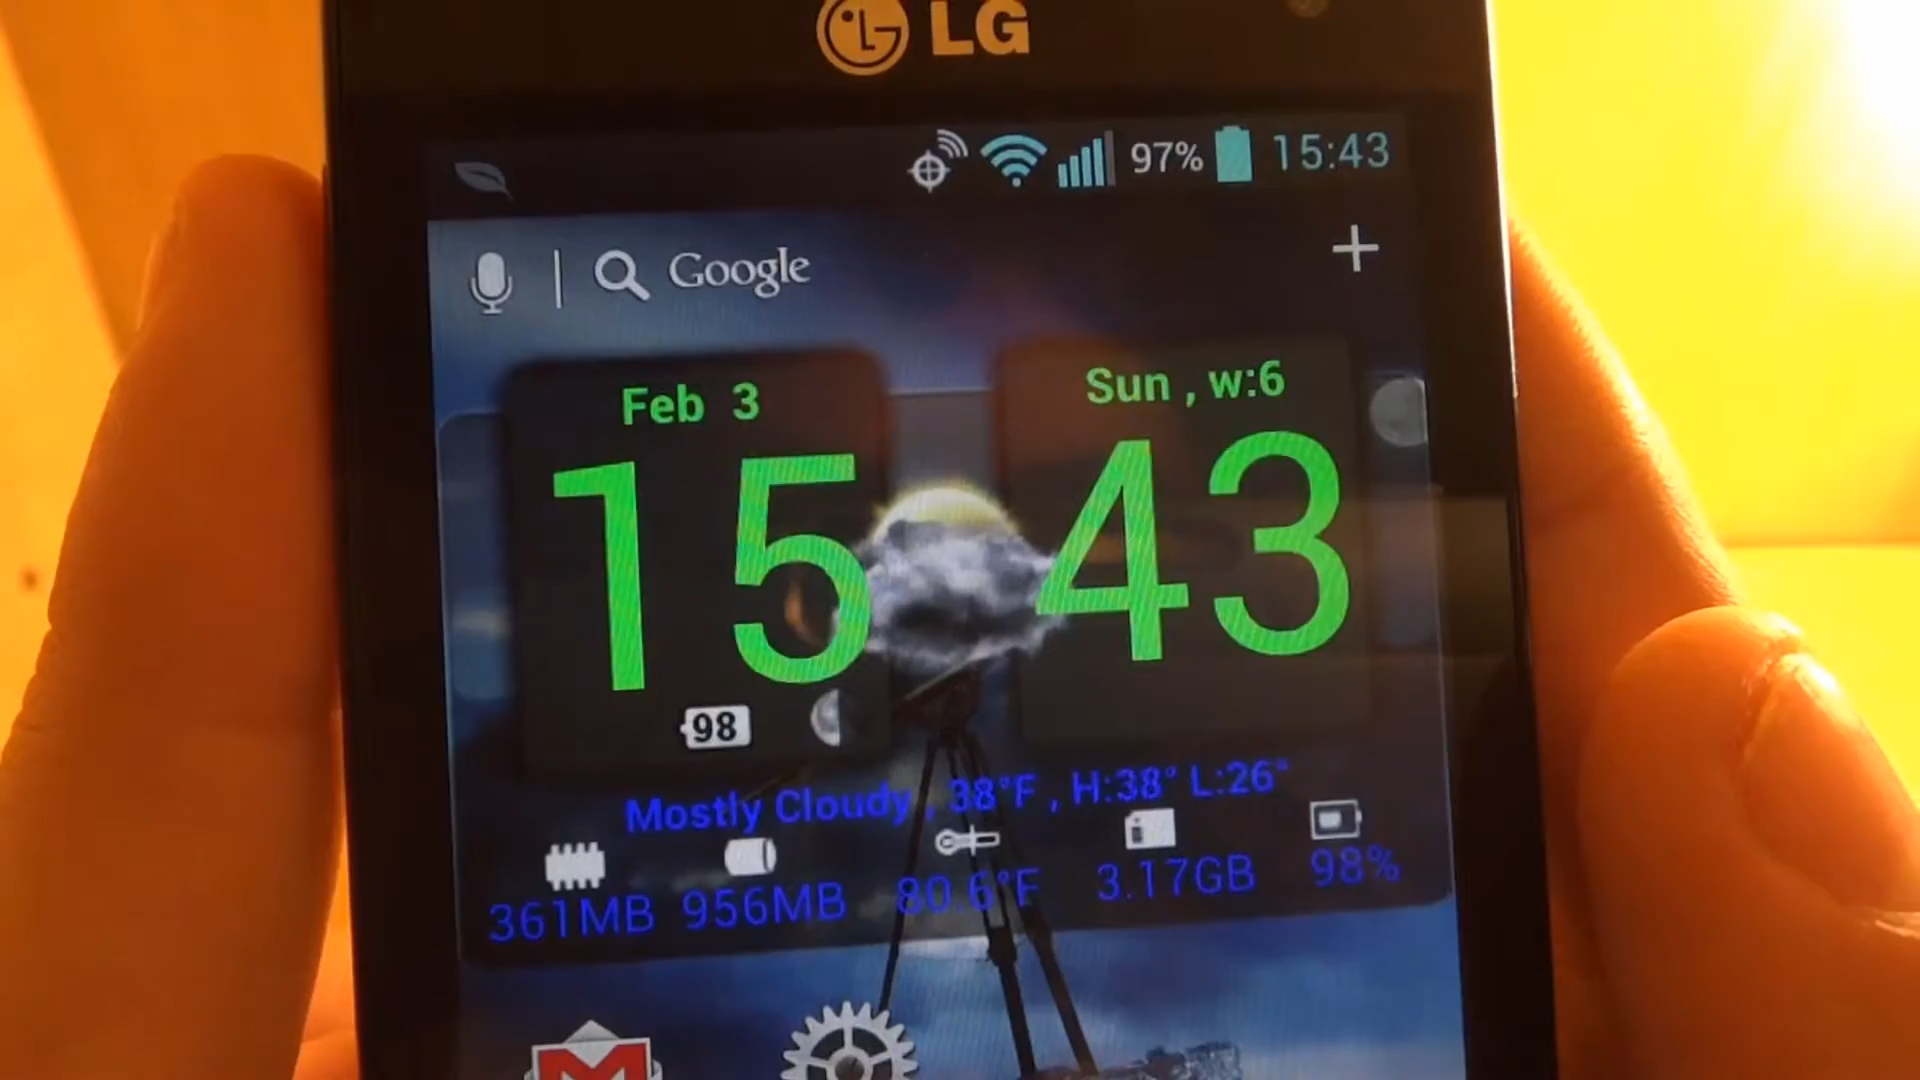 LG
97% 15:43
Google
Feb 3
Sun , w:6
15 43
98
Mostly Cloudy , 38°F , H:38° L:26°
361MB 956MB 80.6°F 3.17GB 98%